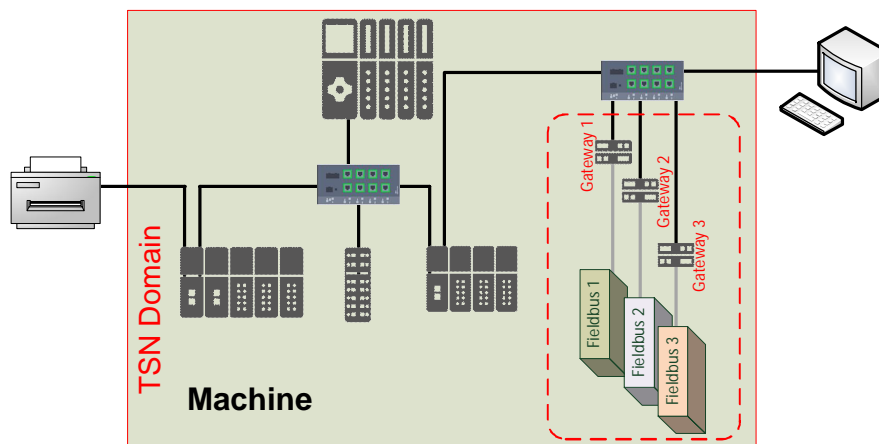 Gateway 1
Gateway 2
Gateway 3
TSN Domain
Fieldbus 1
Fieldbus 2
Fieldbus 3
Machine